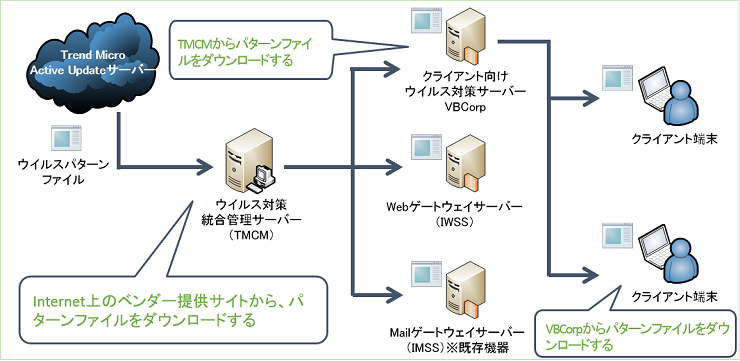 Trend Micro
Active Updateサーバー
ウイルスパターン
ファイル
TMCMからパターンファイ
ルをダウンロードする
クライアント向け
ウイルス対策サーバー
VBCorp
クライアント端末
ウイルス対策
統合管理サーバー
（TMCM）
Webゲートウェイサーバー
（IWSS）
Internet上のベンダー提供サイトから、パ
ターンファイルをダウンロードする
Mailゲートウェイサーバー
（IMSS）※既存機器
クライアント端末
VBCorpからパターンファイルをダウ
ンロードする